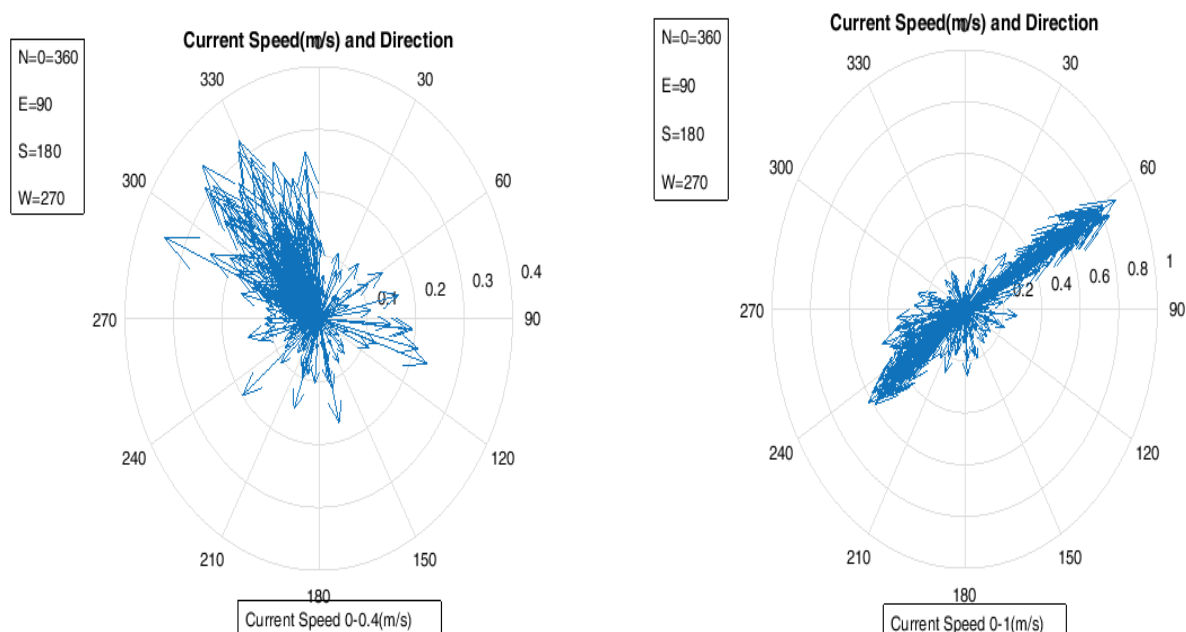 Current Speed(m/s) and Direction
0
N=0=360
E=90
S=180
W=270
330
30
300
60
270
90
240
120
210
150
180
0.1
0.2
0.3
0.4
Current Speed 0-0.4(m/s)
Current Speed(m/s) and Direction
0
N=0=360
E=90
S=180
W=270
330
30
300
60
270
90
240
120
210
150
180
0.2
0.4
0.6
0.8
1
Current Speed 0-1(m/s)